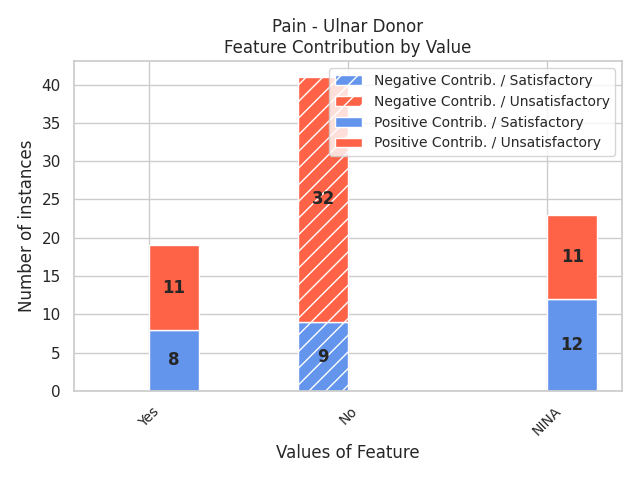 Pain - Ulnar Donor
Feature Contribution by Value
Negative Contrib. / Satisfactory
Negative Contrib. / Unsatisfactory
Positive Contrib. / Satisfactory
Positive Contrib. / Unsatisfactory
Number of instances
40
35
30
25
20
15
10
5
0
11
8
32
9
11
12
Yes
No
NINA
Values of Feature